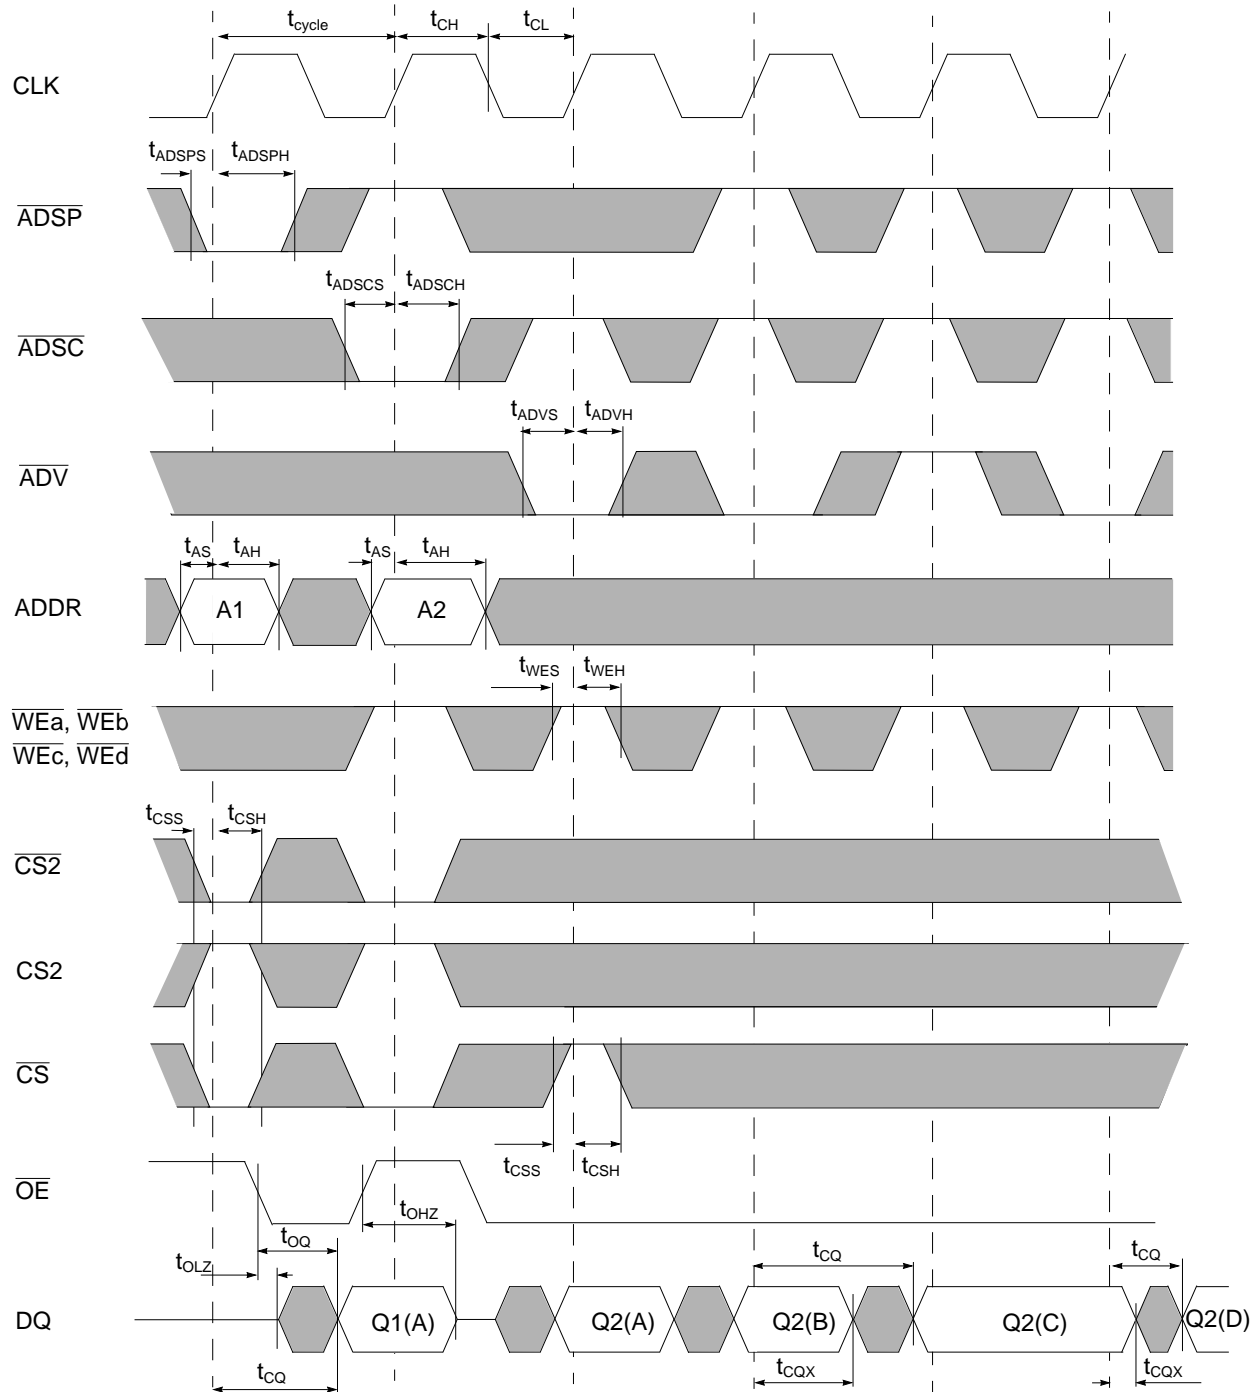 tcycle tCH tCL
CLK
tADSPS tADSPH
ADSP
tADSCS tADSCH
ADSC
tADVS tADVH
ADV
tAS tAH tAS tAH
ADDR A1 A2
tWES tWEH
WEa, WEb
WEc, WEd
tCSS tCSH
CS2
CS2
CS
tCSS tCSH
OE
tOHZ
tOQ
tOLZ
tCQ tCQ
DQ Q1(A) Q2(A) Q2(B) Q2(C) Q2(D)
tCQ tCQX tCQX